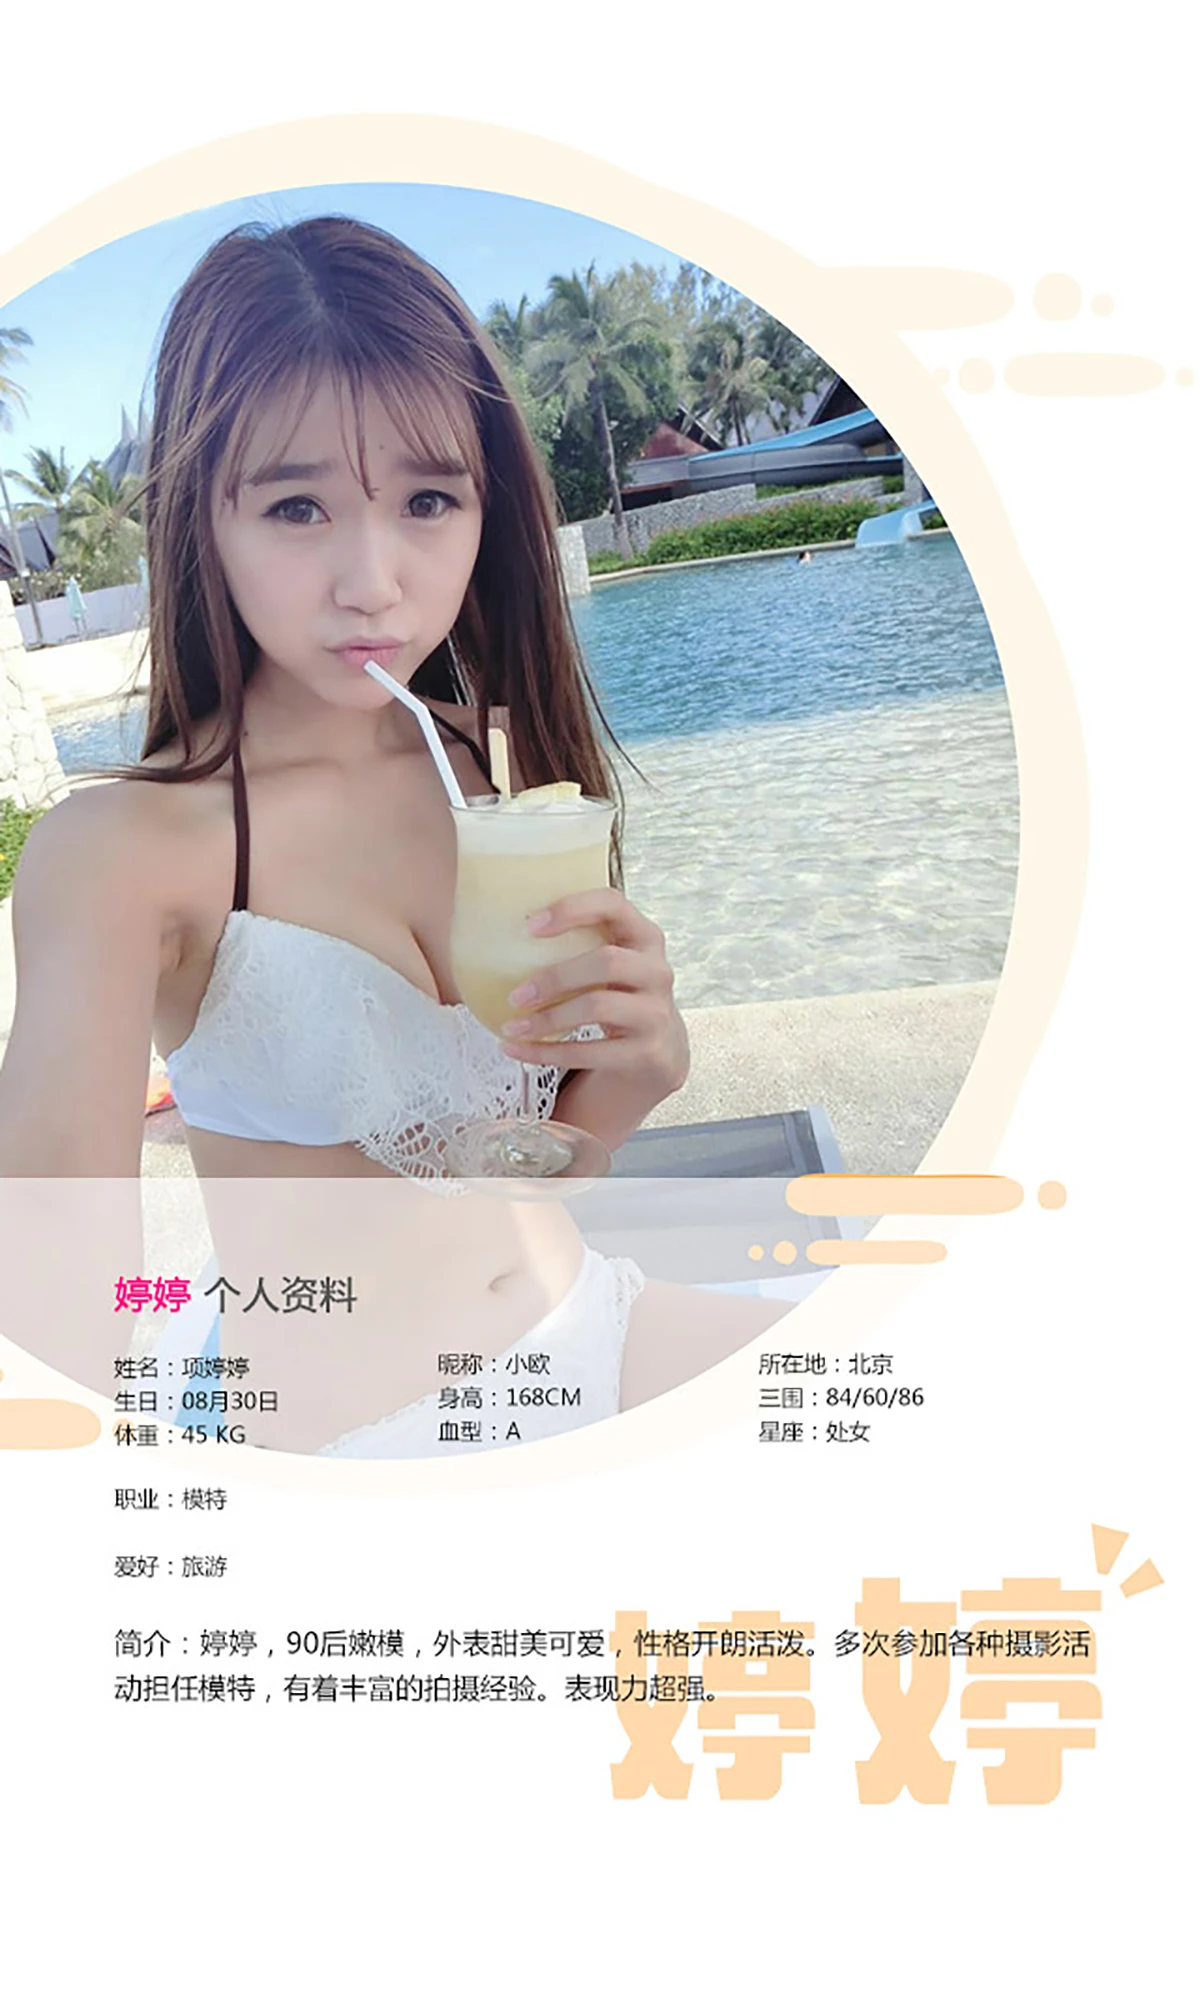 婷婷 个人资料
姓名：项婷婷 昵称：小欧 所在地：北京
生日：08月30日 身高：168CM 三围：84/60/86
体重：45 KG 血型：A 星座：处女
职业：模特
爱好：旅游
简介：婷婷，90后嫩模，外表甜美可爱，性格开朗活泼。多次参加各种摄影活
动担任模特，有着丰富的拍摄经验。表现力超强。
婷婷